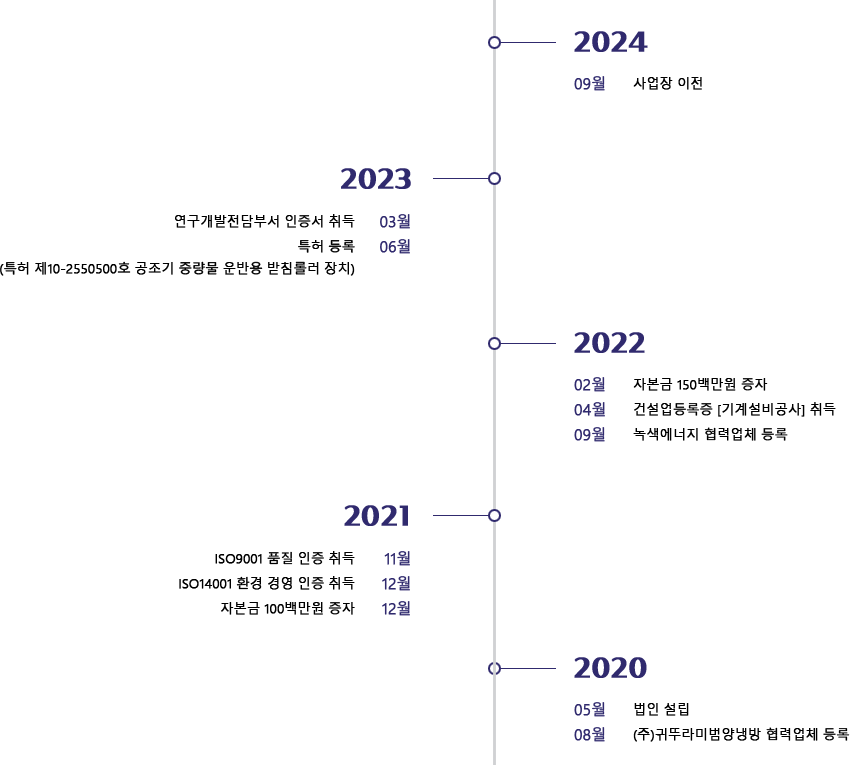 2024
09월 사업장 이전
2023
연구개발전담부서 인증서 취득 03월
특허 등록 06월
(특허 제10-2550500호 공조기 중량물 운반용 받침롤러 장치)
2022
02월 자본금 150백만원 증자
04월 건설업등록증 [기계설비공사] 취득
09월 녹색에너지 협력업체 등록
2021
ISO9001 품질 인증 취득 11월
ISO14001 환경 경영 인증 취득 12월
자본금 100백만원 증자 12월
2020
05월 법인 설립
08월 (주)귀뚜라미범양냉방 협력업체 등록